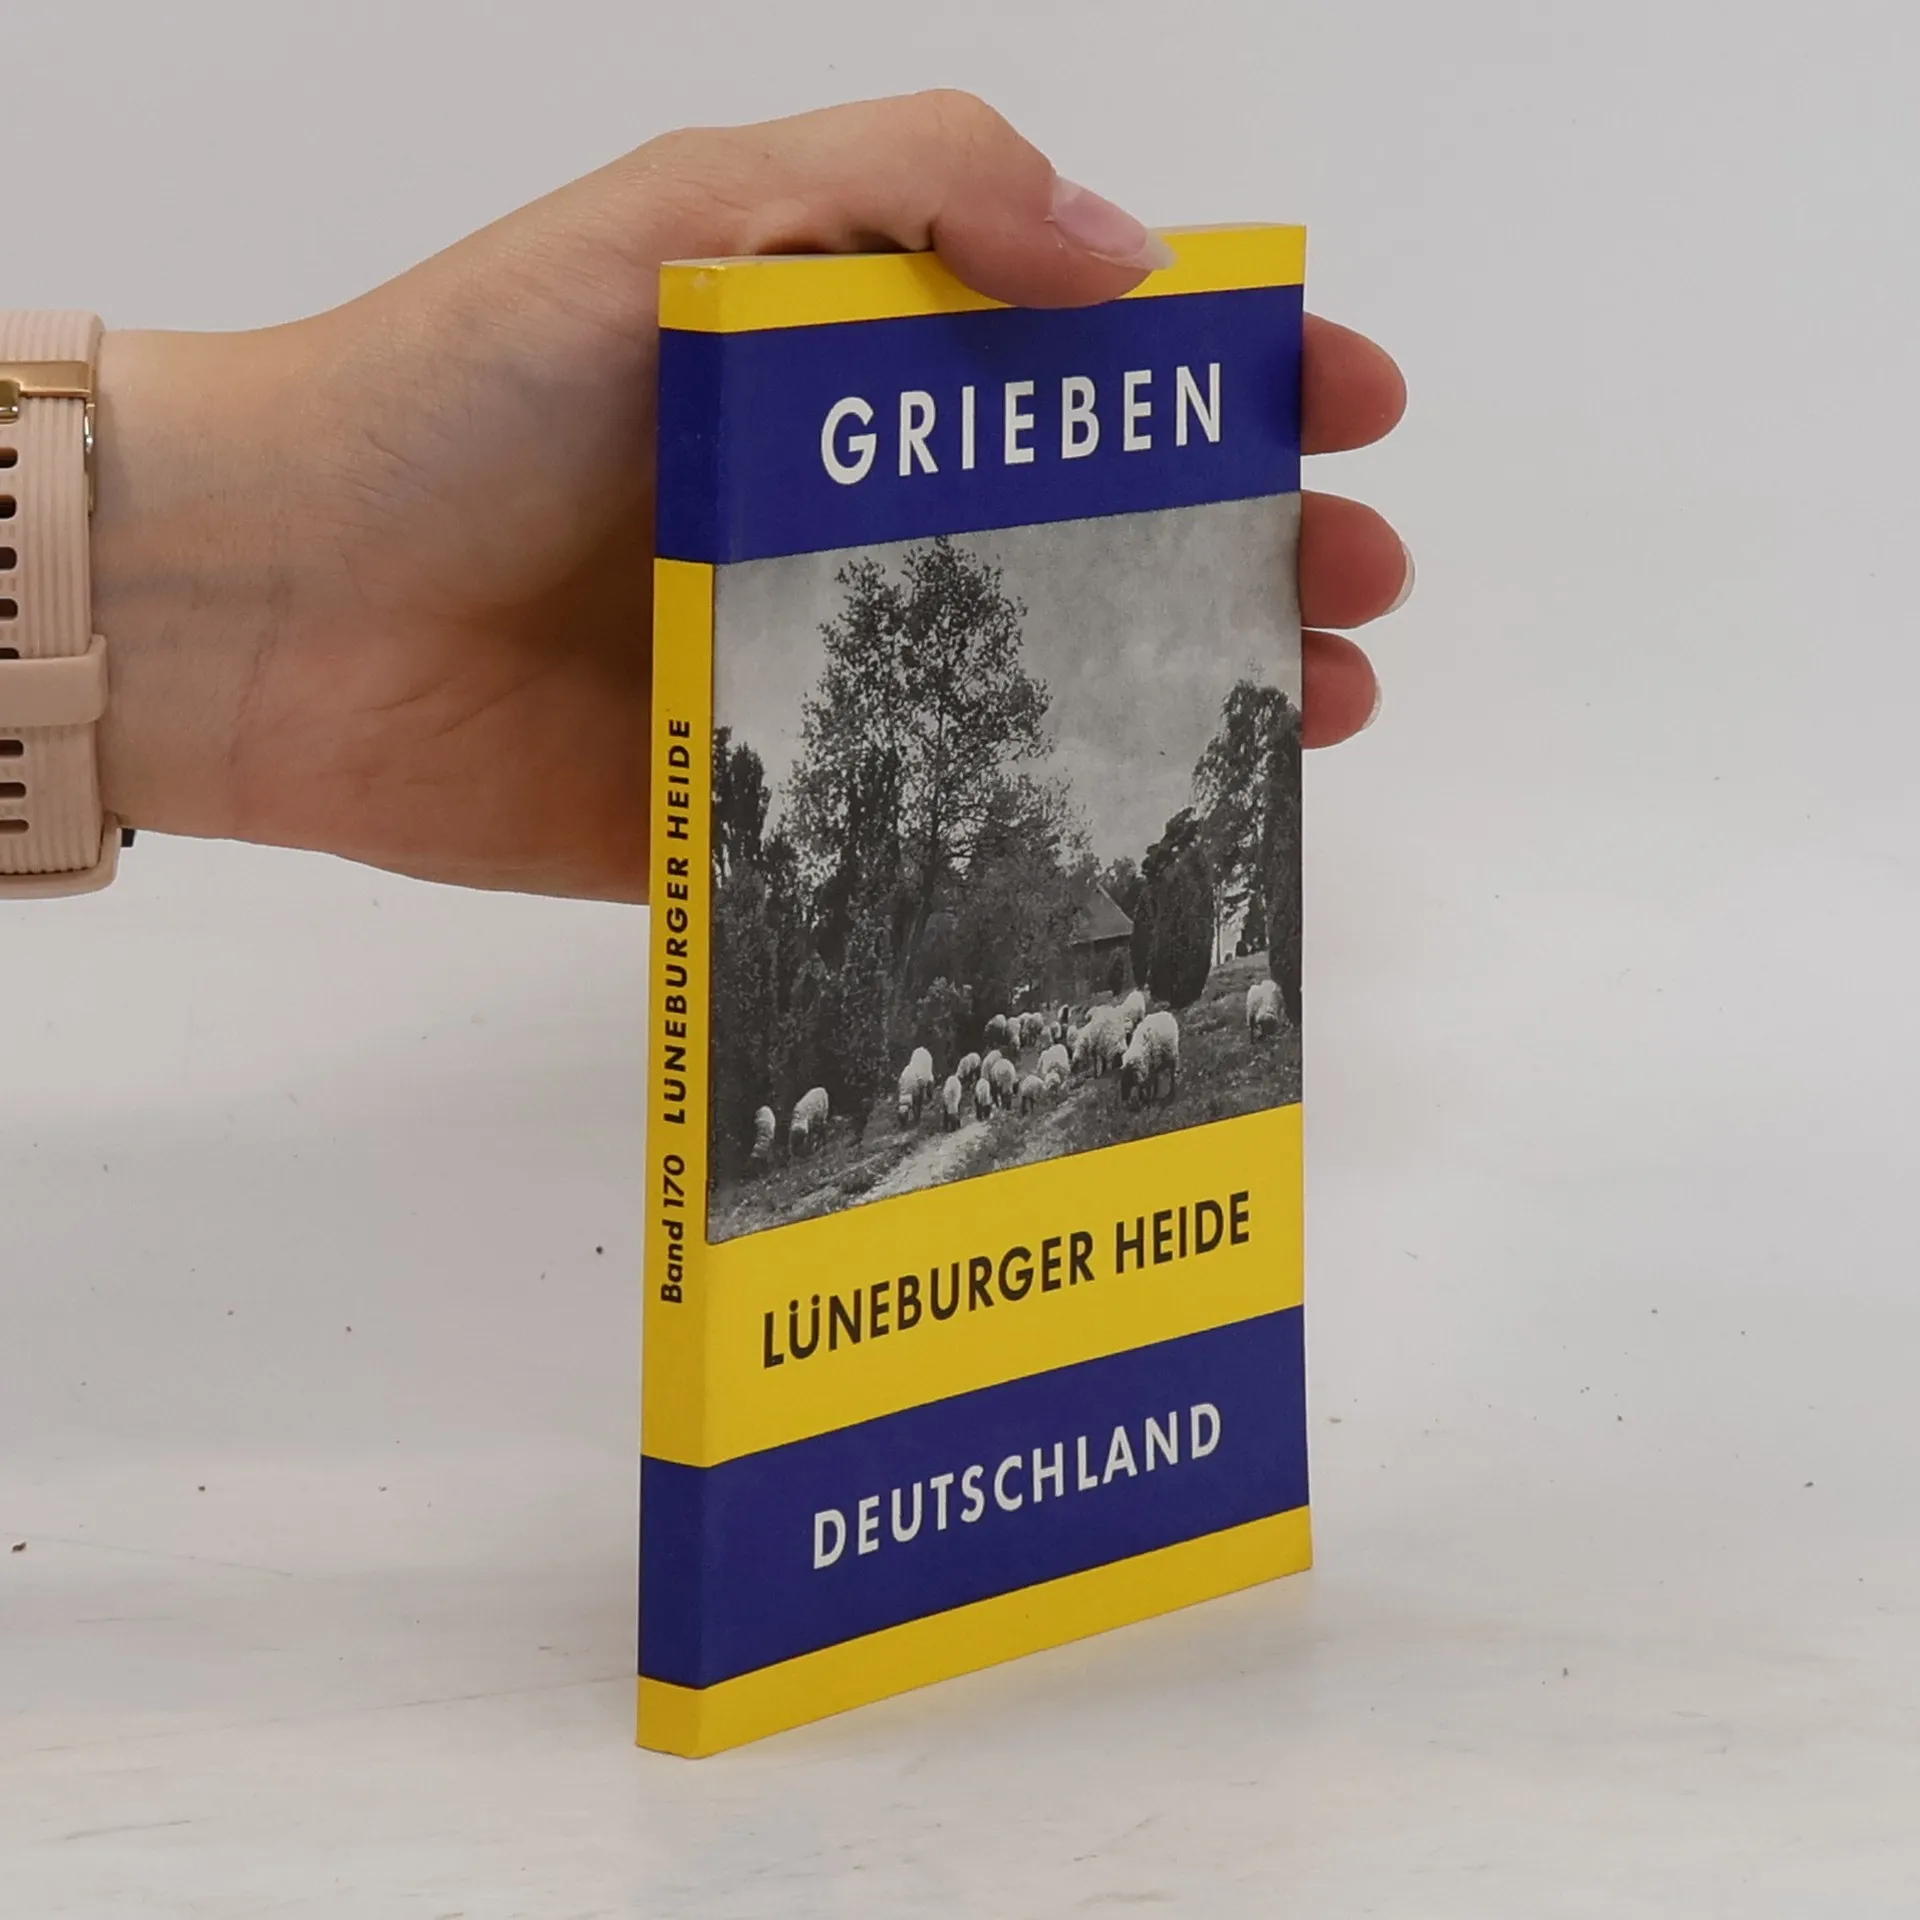 GRIEBEN
LÜNEBURGER HEIDE
DEUTSCHLAND
Band 170 LÜNEBURGER HEIDE